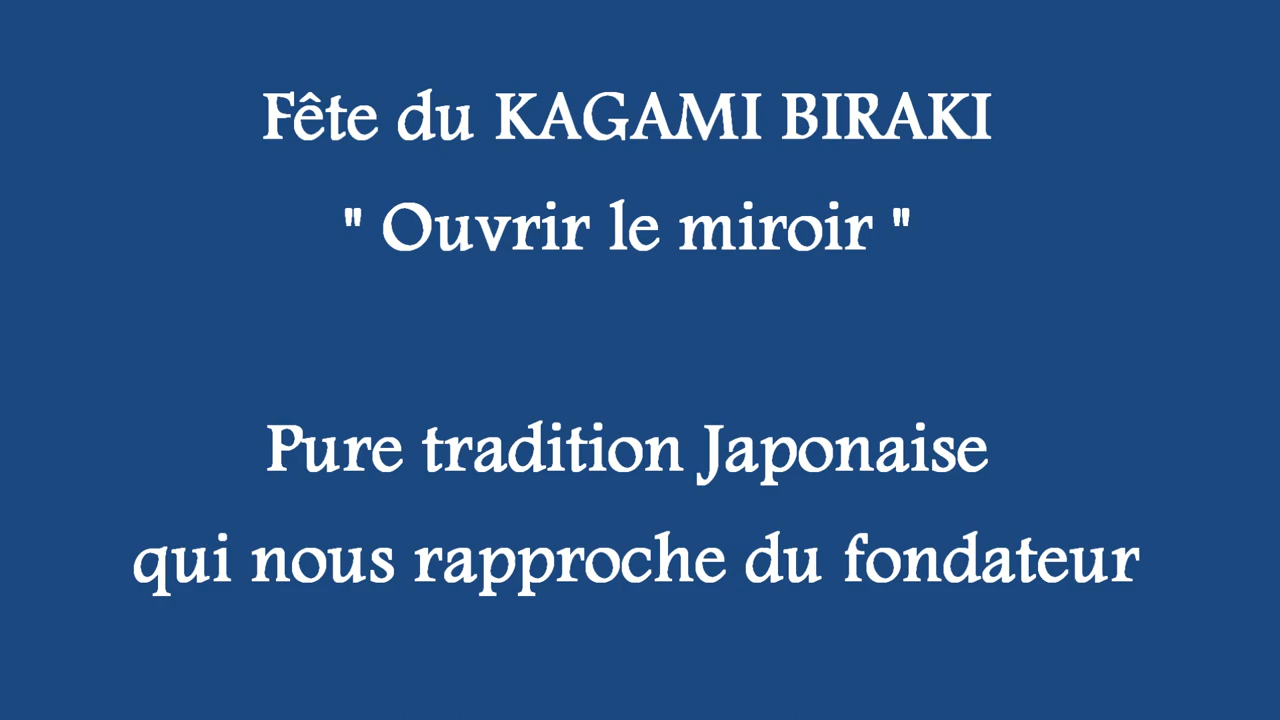 Fête du KAGAMI BIRAKI
" Ouvrir le miroir "
Pure tradition Japonaise
qui nous rapproche du fondateur